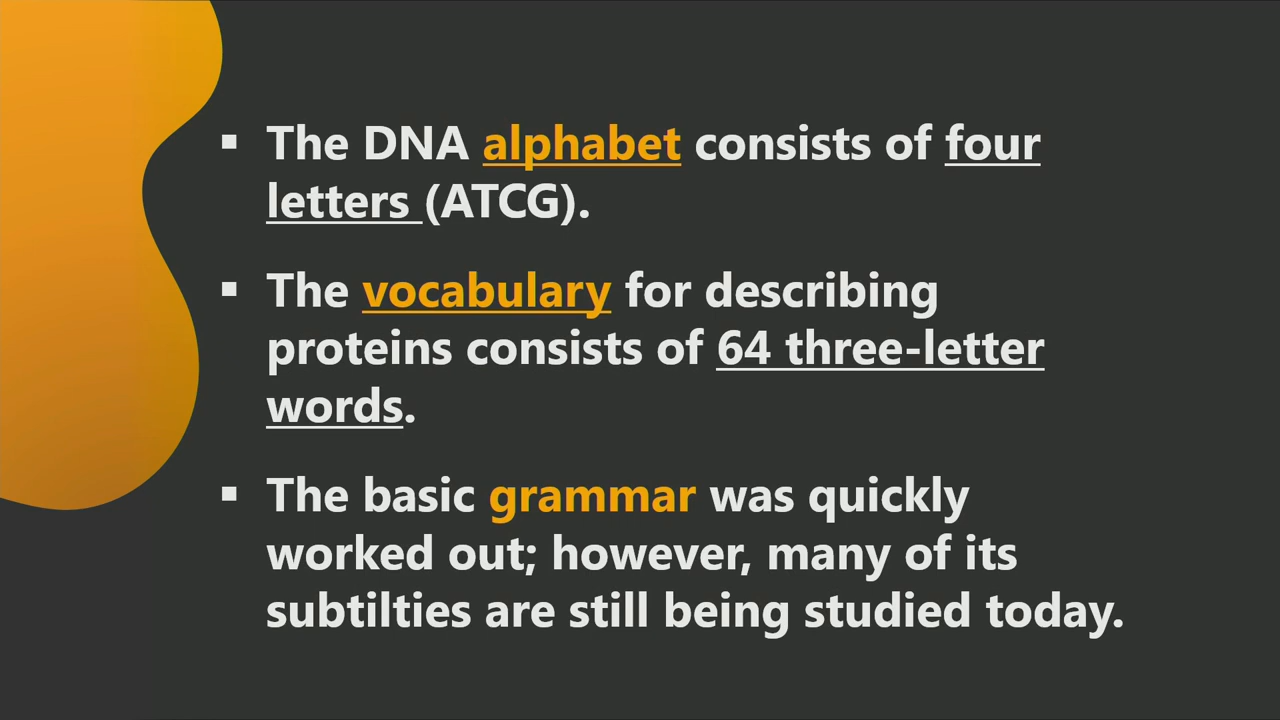 ▪ The DNA alphabet consists of four
letters (ATCG).
▪ The vocabulary for describing
proteins consists of 64 three-letter
words.
▪ The basic grammar was quickly
worked out; however, many of its
subtilties are still being studied today.